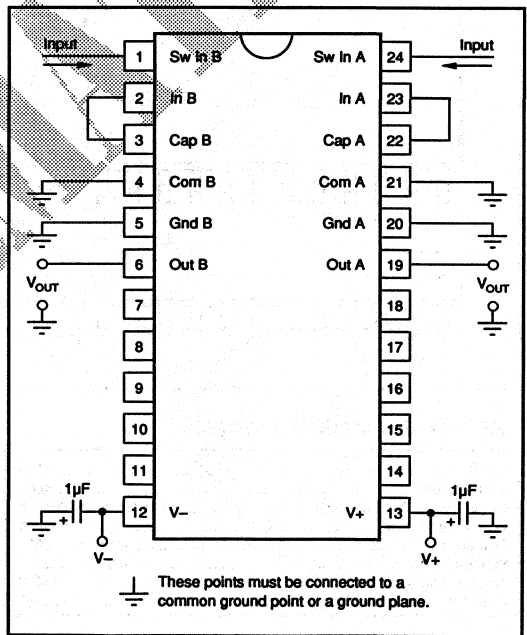 Input Input
1 Sw In B Sw In A 24
2 In B In A 23
3 Cap B Cap A 22
4 Com B Com A 21
5 Gnd B Gnd A 20
6 Out B Out A 19
VOUT VOUT
7 18
8 17
9 16
10 15
11 14
1µF 1µF
+ 12 V– V+ 13 +
V– V+
These points must be connected to a
common ground point or a ground plane.